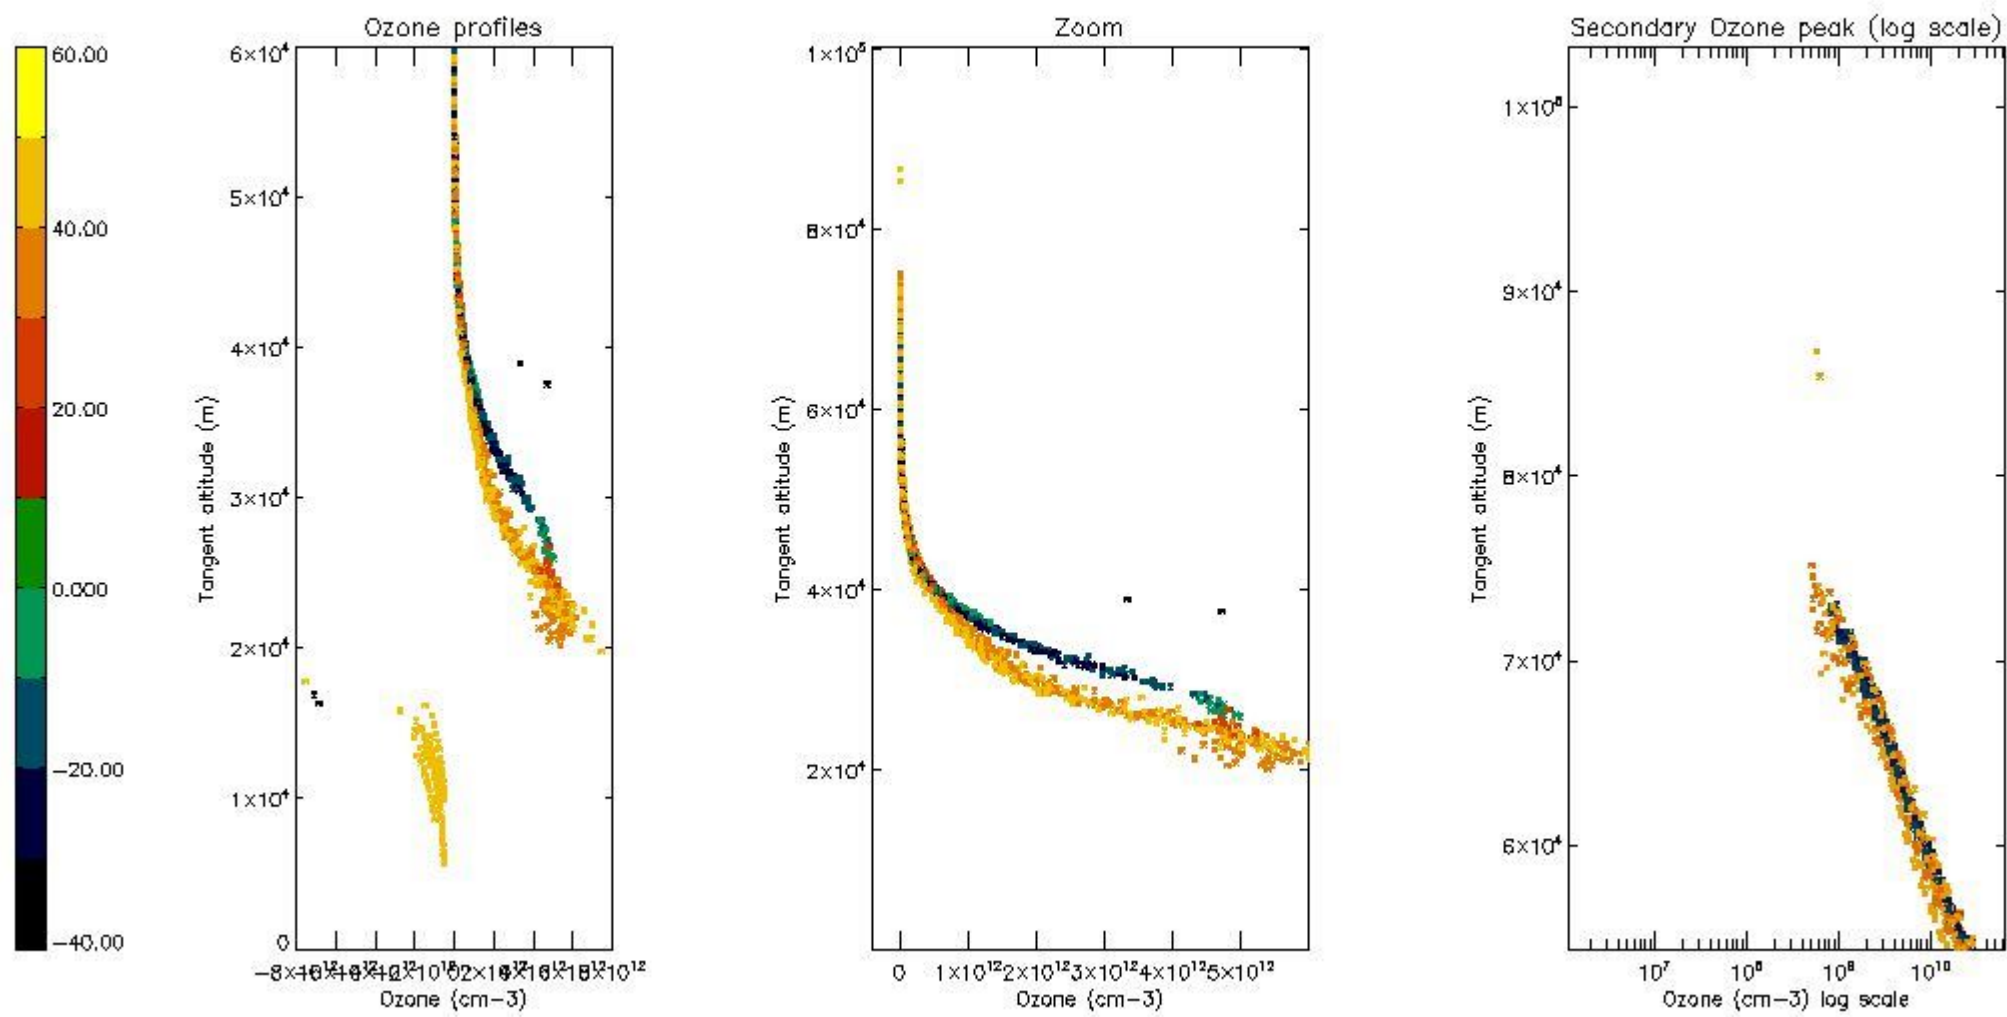 Ozone profiles
Zoom
Secondary Ozone peak (log scale)
60.00
40.00
20.00
0.000
−20.00
−40.00
6×10⁴
5×10⁴
4×10⁴
3×10⁴
2×10⁴
1×10⁴
0
Tangent altitude (m)
Ozone (cm−3)
1×10⁵
8×10⁴
6×10⁴
4×10⁴
2×10⁴
Tangent altitude (m)
0 1×10¹² 2×10¹² 3×10¹² 4×10¹² 5×10¹²
Ozone (cm−3)
9×10⁴
8×10⁴
7×10⁴
6×10⁴
Tangent altitude (m)
10⁷ 10⁸ 10⁹ 10¹⁰
Ozone (cm−3) log scale